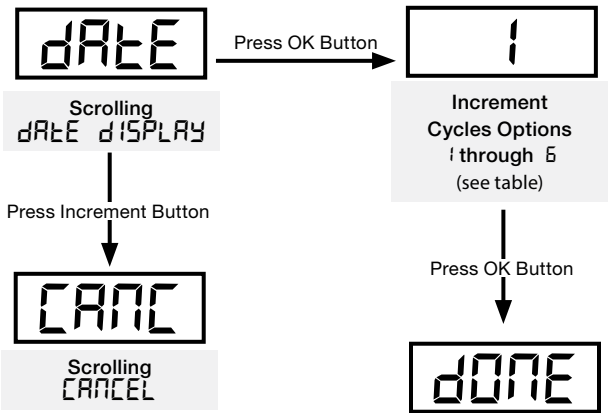 dATE
Press OK Button
1
Scrolling
dATE dISPLAY
Increment
Cycles Options
1 through 6
(see table)
Press Increment Button
Press OK Button
CANC
Scrolling
CANCEL
dONE